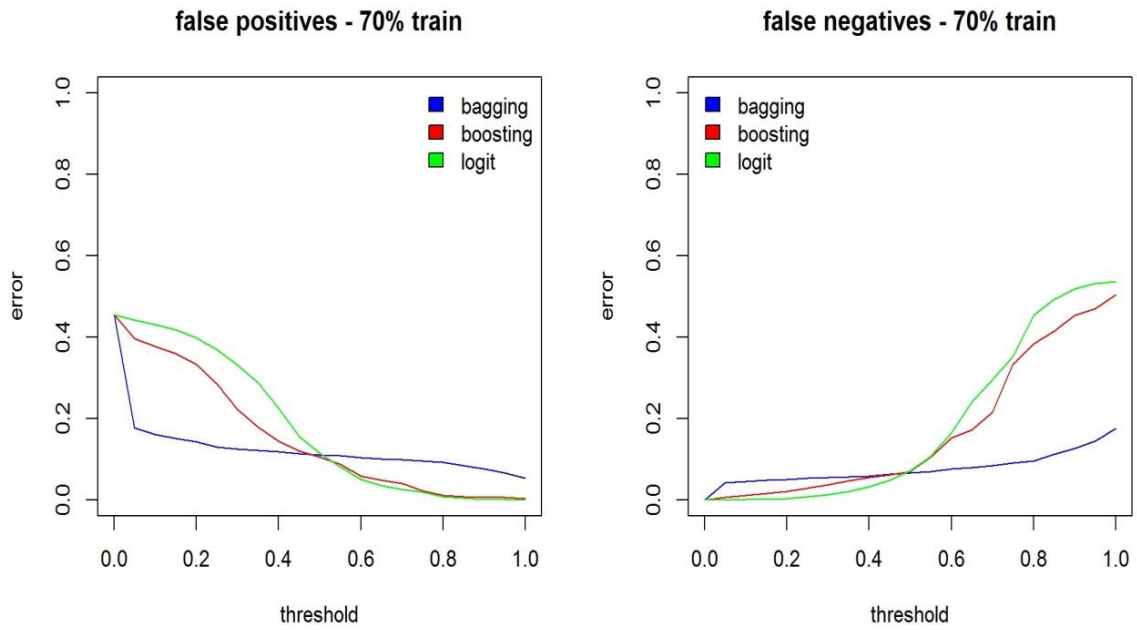 false positives - 70% train
error
1.0
0.8
0.6
0.4
0.2
0.0
bagging
boosting
logit
0.0 0.2 0.4 0.6 0.8 1.0
threshold
false negatives - 70% train
error
1.0
0.8
0.6
0.4
0.2
0.0
bagging
boosting
logit
0.0 0.2 0.4 0.6 0.8 1.0
threshold